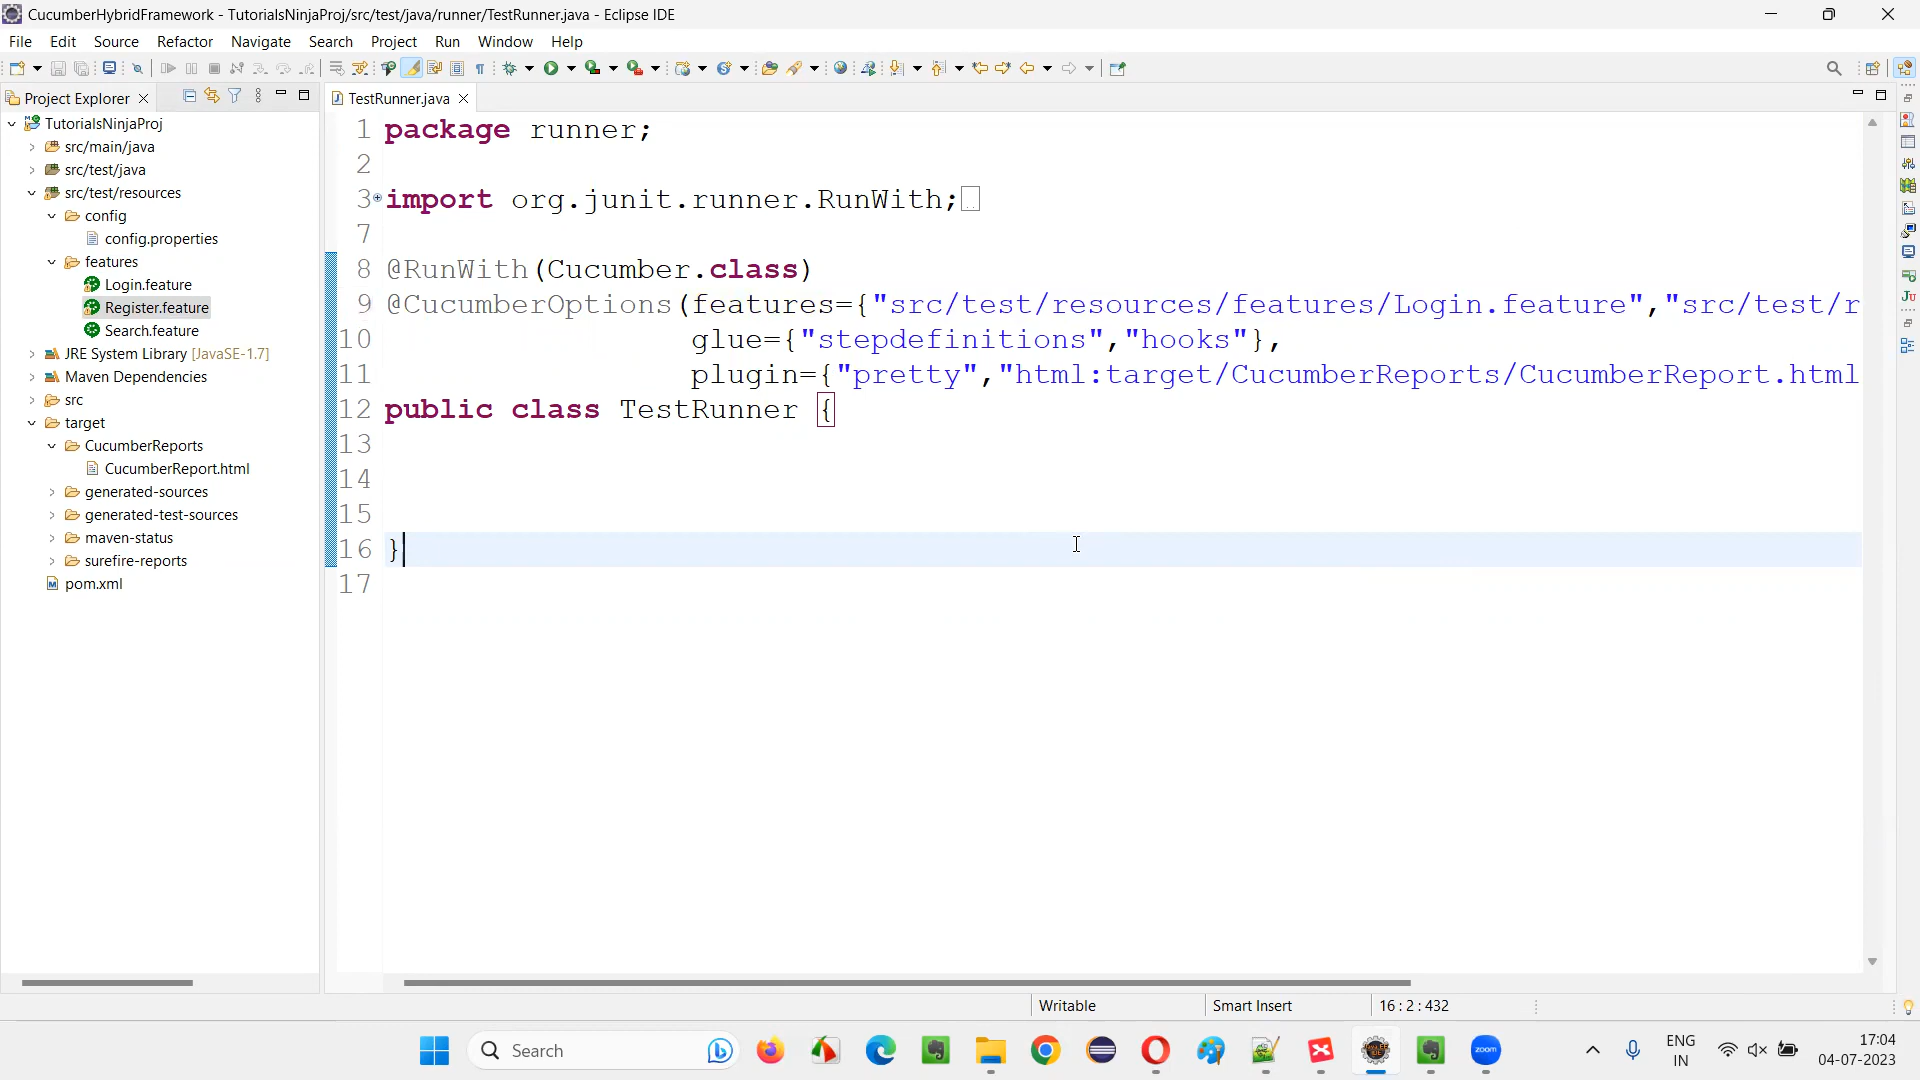 CucumberHybridFramework - TutorialsNinjaProj/src/test/java/runner/TestRunner.java - Eclipse IDE
File Edit Source Refactor Navigate Search Project Run Window Help
Project Explorer
TutorialsNinjaProj
src/main/java
src/test/java
src/test/resources
config
config.properties
features
Login.feature
Register.feature
Search.feature
JRE System Library [JavaSE-1.7]
Maven Dependencies
src
target
CucumberReports
CucumberReport.html
generated-sources
generated-test-sources
maven-status
surefire-reports
pom.xml
TestRunner.java
1 package runner;
2
3 import org.junit.runner.RunWith;
7
8 @RunWith(Cucumber.class)
9 @CucumberOptions(features={"src/test/resources/features/Login.feature","src/test/r
10 glue={"stepdefinitions","hooks"},
11 plugin={"pretty","html:target/CucumberReports/CucumberReport.html
12 public class TestRunner {
13
14
15
16 }
17
Writable Smart Insert 16 : 2 : 432
Search
zoom
ENG
IN
17:04
04-07-2023